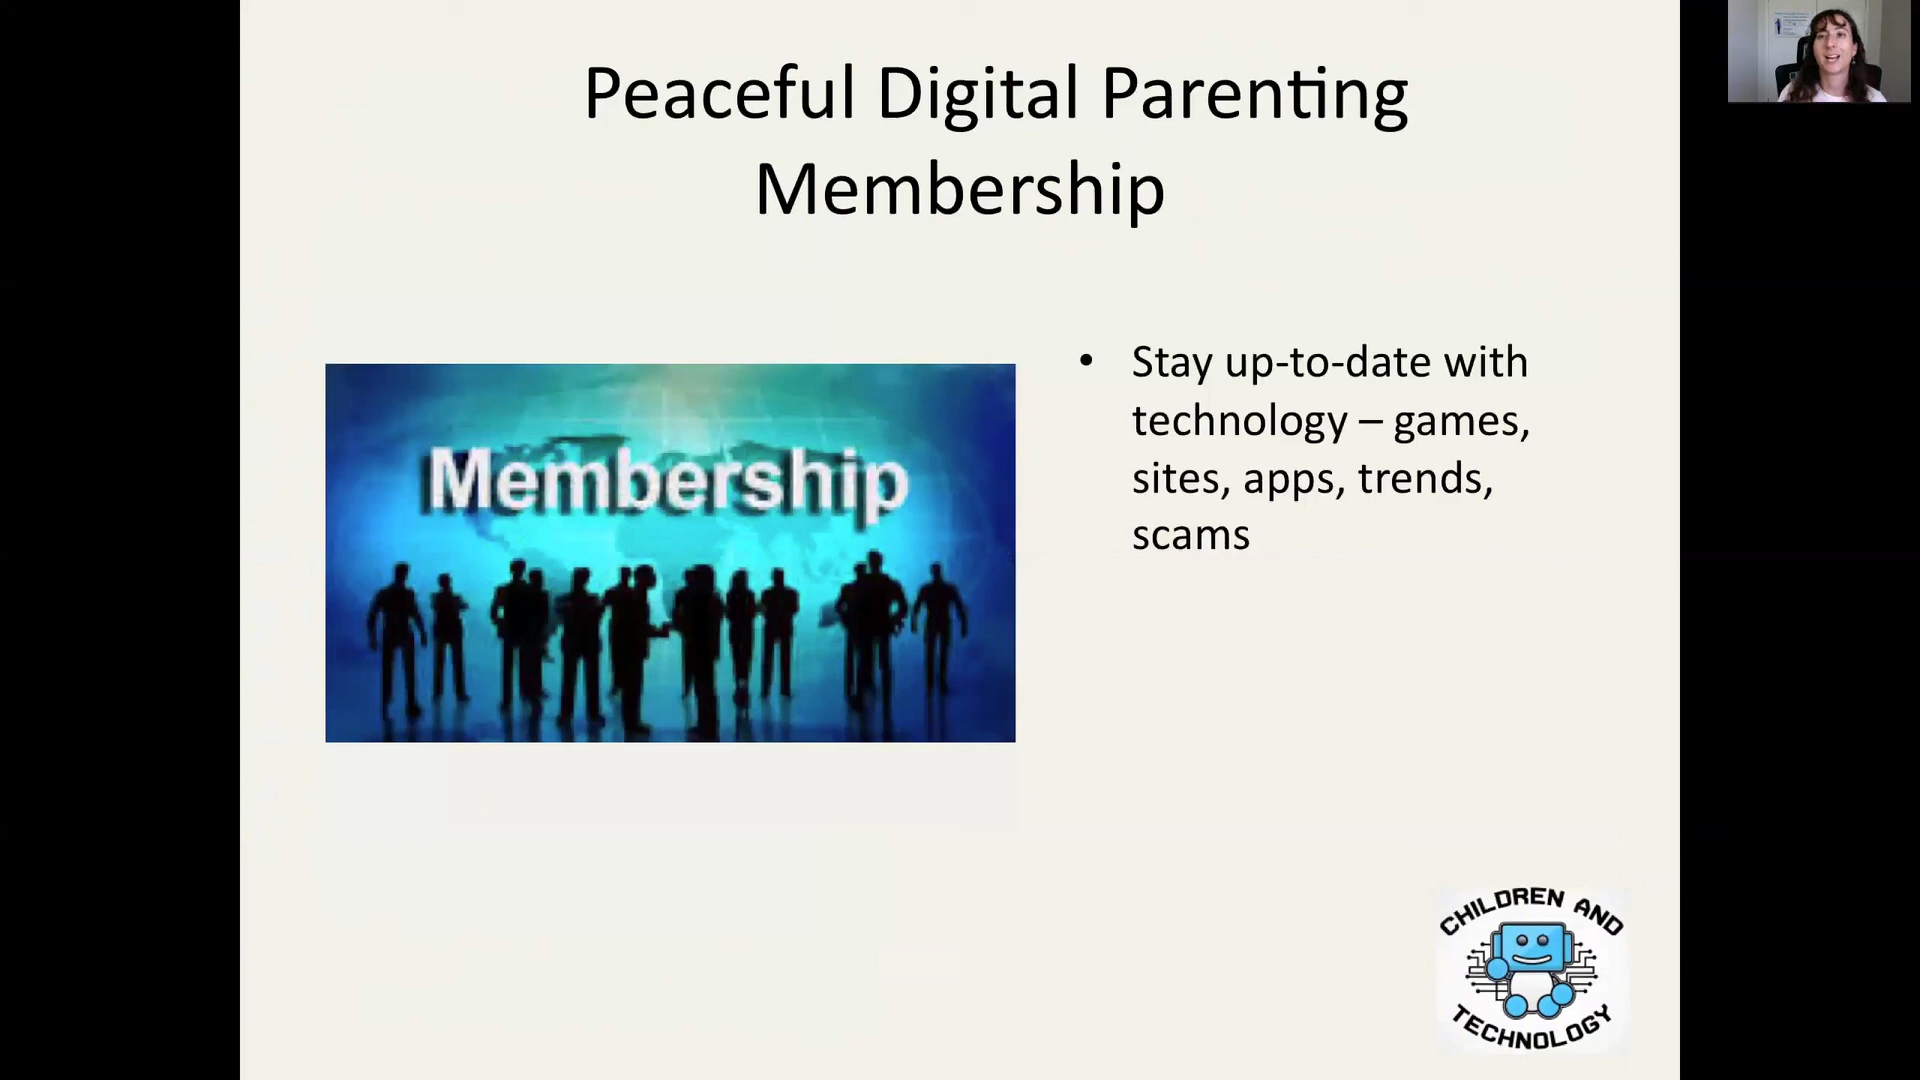 Peaceful Digital Parenting
Membership
Membership
• Stay up-to-date with
technology – games,
sites, apps, trends,
scams
CHILDREN AND
TECHNOLOGY